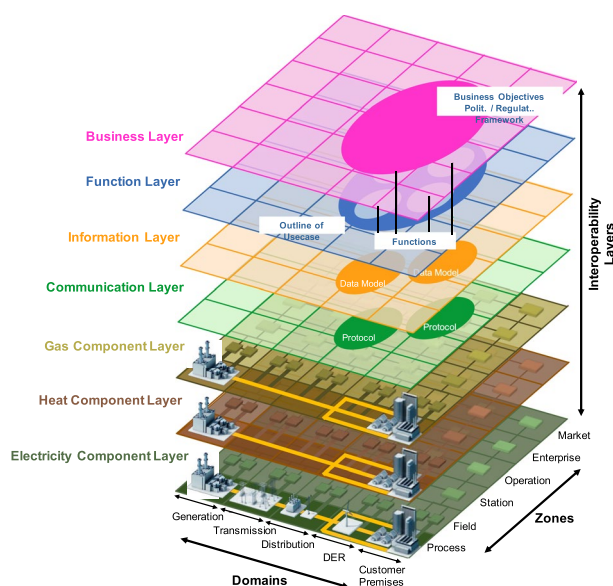 Business Objectives
Polit. / Regulat..
Framework
Business Layer
Function Layer
Outline of
Usecase
Functions
Information Layer
Data Model
Data Model
Communication Layer
Protocol
Protocol
Gas Component Layer
Heat Component Layer
Electricity Component Layer
Interoperability
Layers
Market
Enterprise
Operation
Station
Field
Process
Zones
Generation
Transmission
Distribution
DER
Customer
Premises
Domains